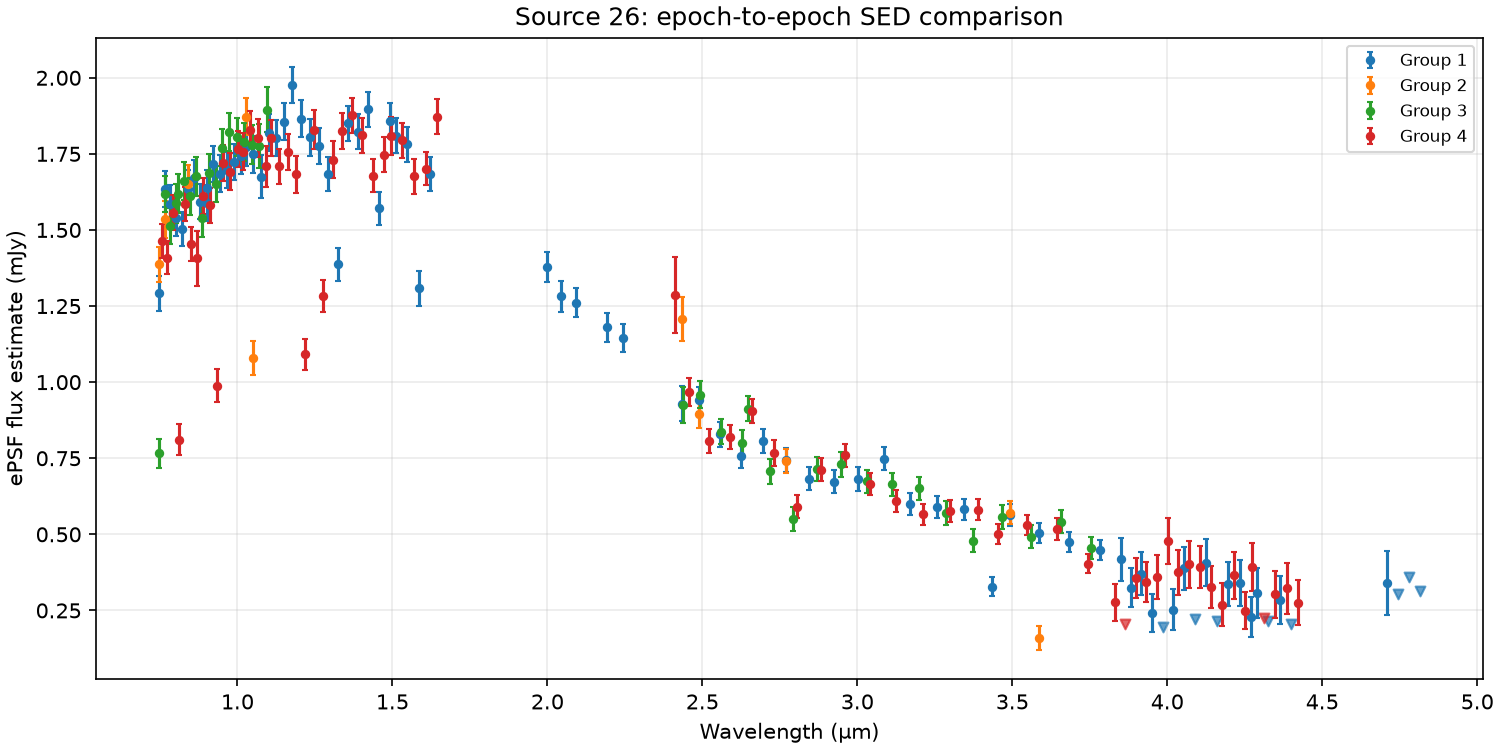 Source 26: epoch-to-epoch SED comparison
Group 1
Group 2
Group 3
Group 4
ePSF flux estimate (mJy)
2.00
1.75
1.50
1.25
1.00
0.75
0.50
0.25
1.0 1.5 2.0 2.5 3.0 3.5 4.0 4.5 5.0
Wavelength (μm)